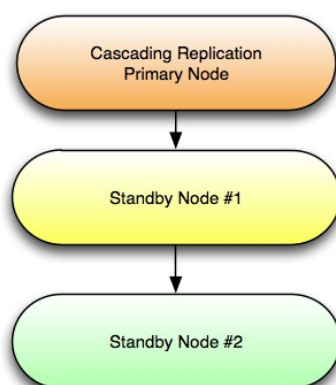 Cascading Replication
Primary Node
Standby Node #1
Standby Node #2